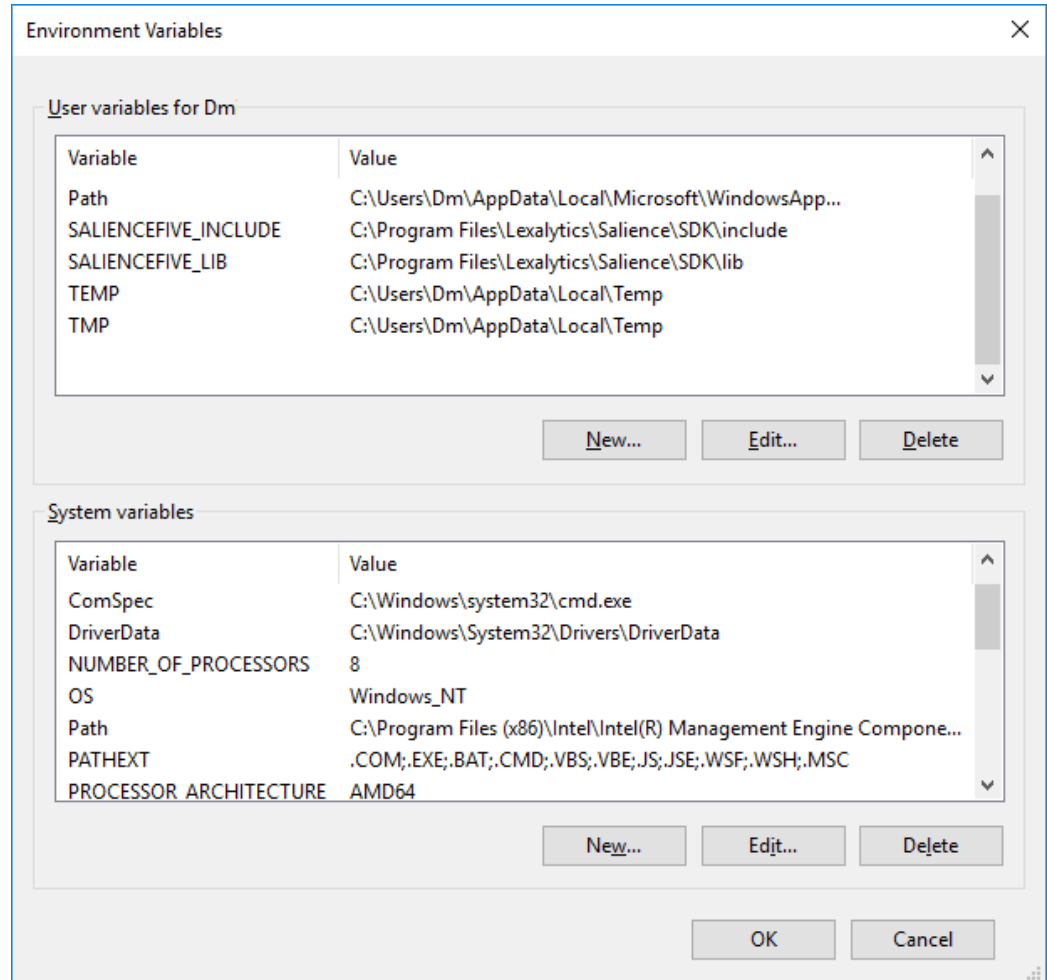 Environment Variables
User variables for Dm
Variable Value
Path C:\Users\Dm\AppData\Local\Microsoft\WindowsApp...
SALIENCEFIVE_INCLUDE C:\Program Files\Lexalytics\Salience\SDK\include
SALIENCEFIVE_LIB C:\Program Files\Lexalytics\Salience\SDK\lib
TEMP C:\Users\Dm\AppData\Local\Temp
TMP C:\Users\Dm\AppData\Local\Temp
New... Edit... Delete
System variables
Variable Value
ComSpec C:\Windows\system32\cmd.exe
DriverData C:\Windows\System32\Drivers\DriverData
NUMBER_OF_PROCESSORS 8
OS Windows_NT
Path C:\Program Files (x86)\Intel\Intel(R) Management Engine Compone...
PATHEXT .COM;.EXE;.BAT;.CMD;.VBS;.VBE;.JS;.JSE;.WSF;.WSH;.MSC
PROCESSOR_ARCHITECTURE AMD64
New... Edit... Delete
OK Cancel